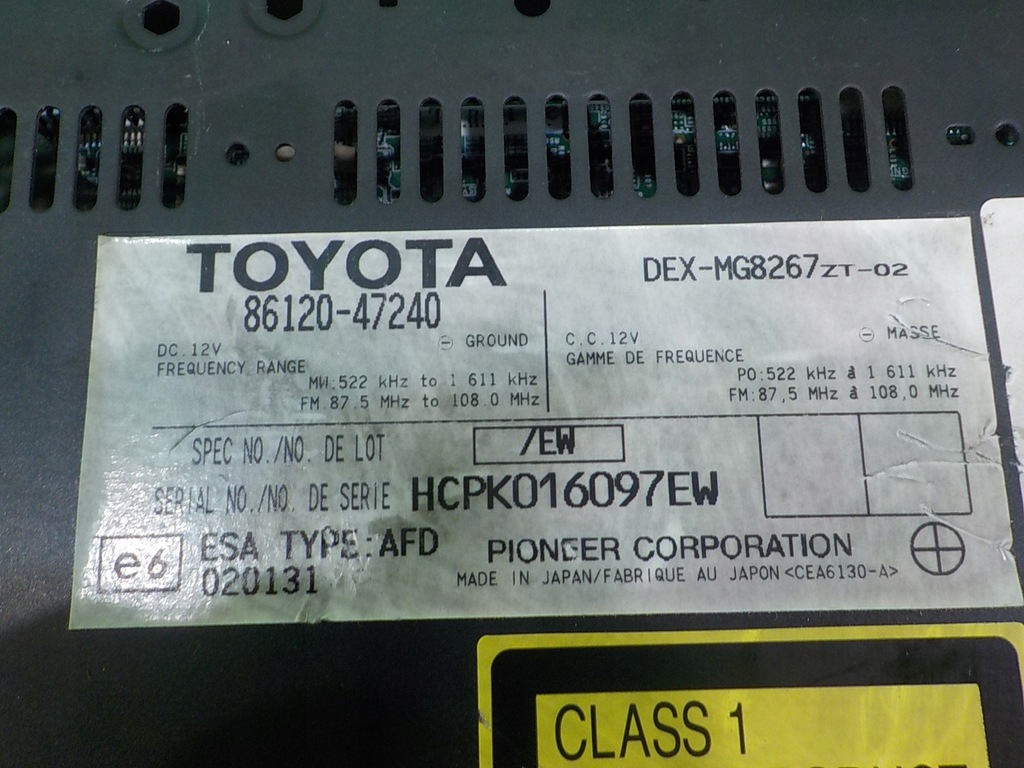 TOYOTA
86120-47240
DEX-MG8267ZT-02
DC.12V
⊖ GROUND
FREQUENCY RANGE
MW:522 kHz to 1 611 kHz
FM:87.5 MHz to 108.0 MHz
C.C.12V
⊖ MASSE
GAMME DE FREQUENCE
PO:522 kHz à 1 611 kHz
FM:87,5 MHz à 108,0 MHz
SPEC NO./NO. DE LOT /EW
SERIAL NO./NO. DE SERIE HCPK016097EW
e6 ESA TYPE:AFD
020131
PIONEER CORPORATION
MADE IN JAPAN/FABRIQUE AU JAPON<CEA6130-A>
CLASS 1